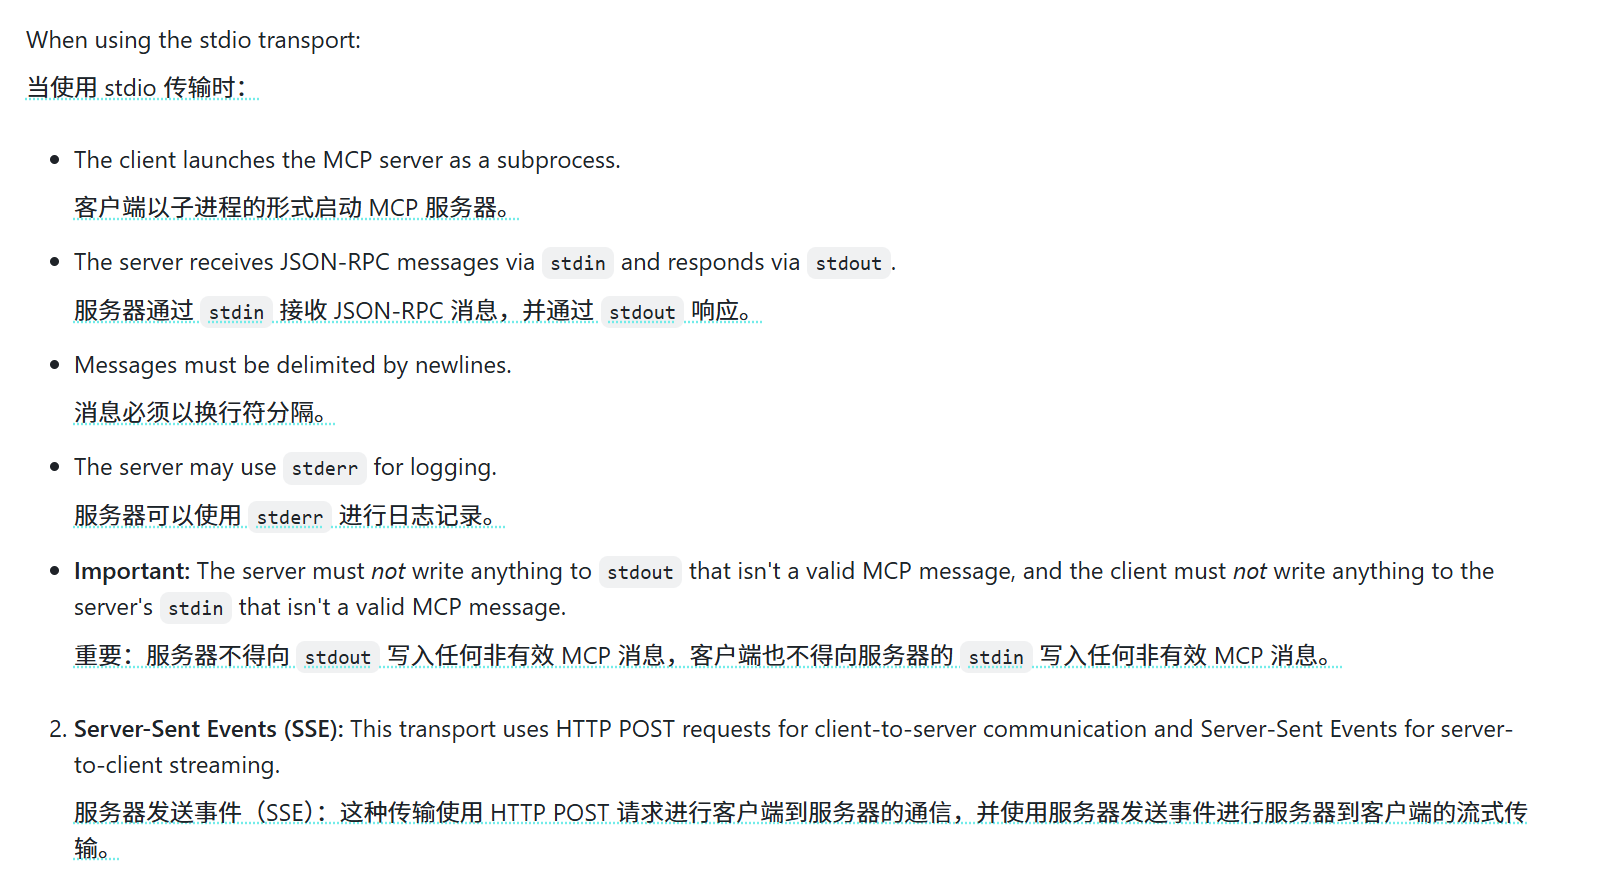 When using the stdio transport:
当使用 stdio 传输时：
• The client launches the MCP server as a subprocess.
客户端以子进程的形式启动 MCP 服务器。
• The server receives JSON-RPC messages via stdin and responds via stdout.
服务器通过 stdin 接收 JSON-RPC 消息，并通过 stdout 响应。
• Messages must be delimited by newlines.
消息必须以换行符分隔。
• The server may use stderr for logging.
服务器可以使用 stderr 进行日志记录。
• Important: The server must not write anything to stdout that isn't a valid MCP message, and the client must not write anything to the
server's stdin that isn't a valid MCP message.
重要：服务器不得向 stdout 写入任何非有效 MCP 消息，客户端也不得向服务器的 stdin 写入任何非有效 MCP 消息。
2. Server-Sent Events (SSE): This transport uses HTTP POST requests for client-to-server communication and Server-Sent Events for server-
to-client streaming.
服务器发送事件（SSE）：这种传输使用 HTTP POST 请求进行客户端到服务器的通信，并使用服务器发送事件进行服务器到客户端的流式传
输。